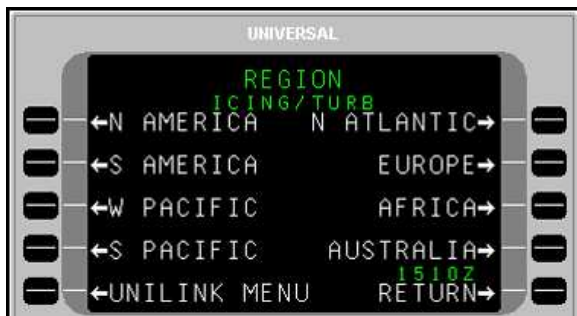 UNIVERSAL
REGION
ICING/TURB
←N AMERICA N ATLANTIC→
←S AMERICA EUROPE→
←W PACIFIC AFRICA→
←S PACIFIC AUSTRALIA→
1510Z
←UNILINK MENU RETURN→